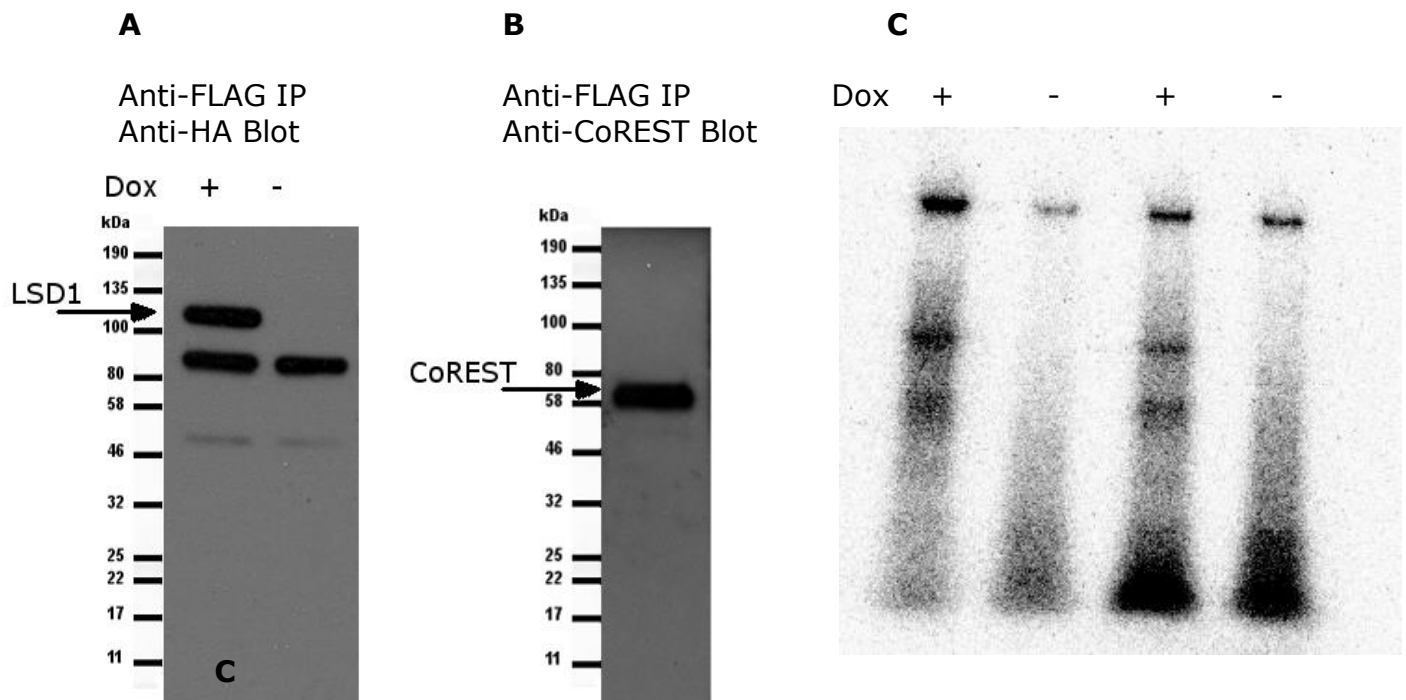 A
Anti-FLAG IP
Anti-HA Blot
Dox + -
kDa
190
135
LSD1
100
80
58
46
32
25
22
17
11
C
B
Anti-FLAG IP
Anti-CoREST Blot
kDa
190
135
100
80
CoREST
58
46
32
25
22
17
11
C
Dox + - + -